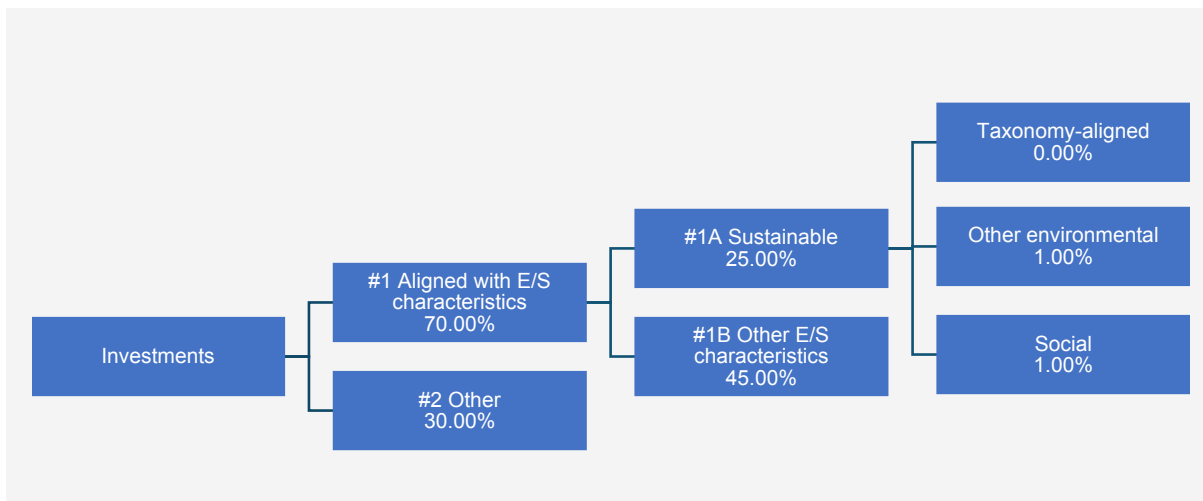 Investments
#1 Aligned with E/S
characteristics
70.00%
#2 Other
30.00%
#1A Sustainable
25.00%
#1B Other E/S
characteristics
45.00%
Taxonomy-aligned
0.00%
Other environmental
1.00%
Social
1.00%